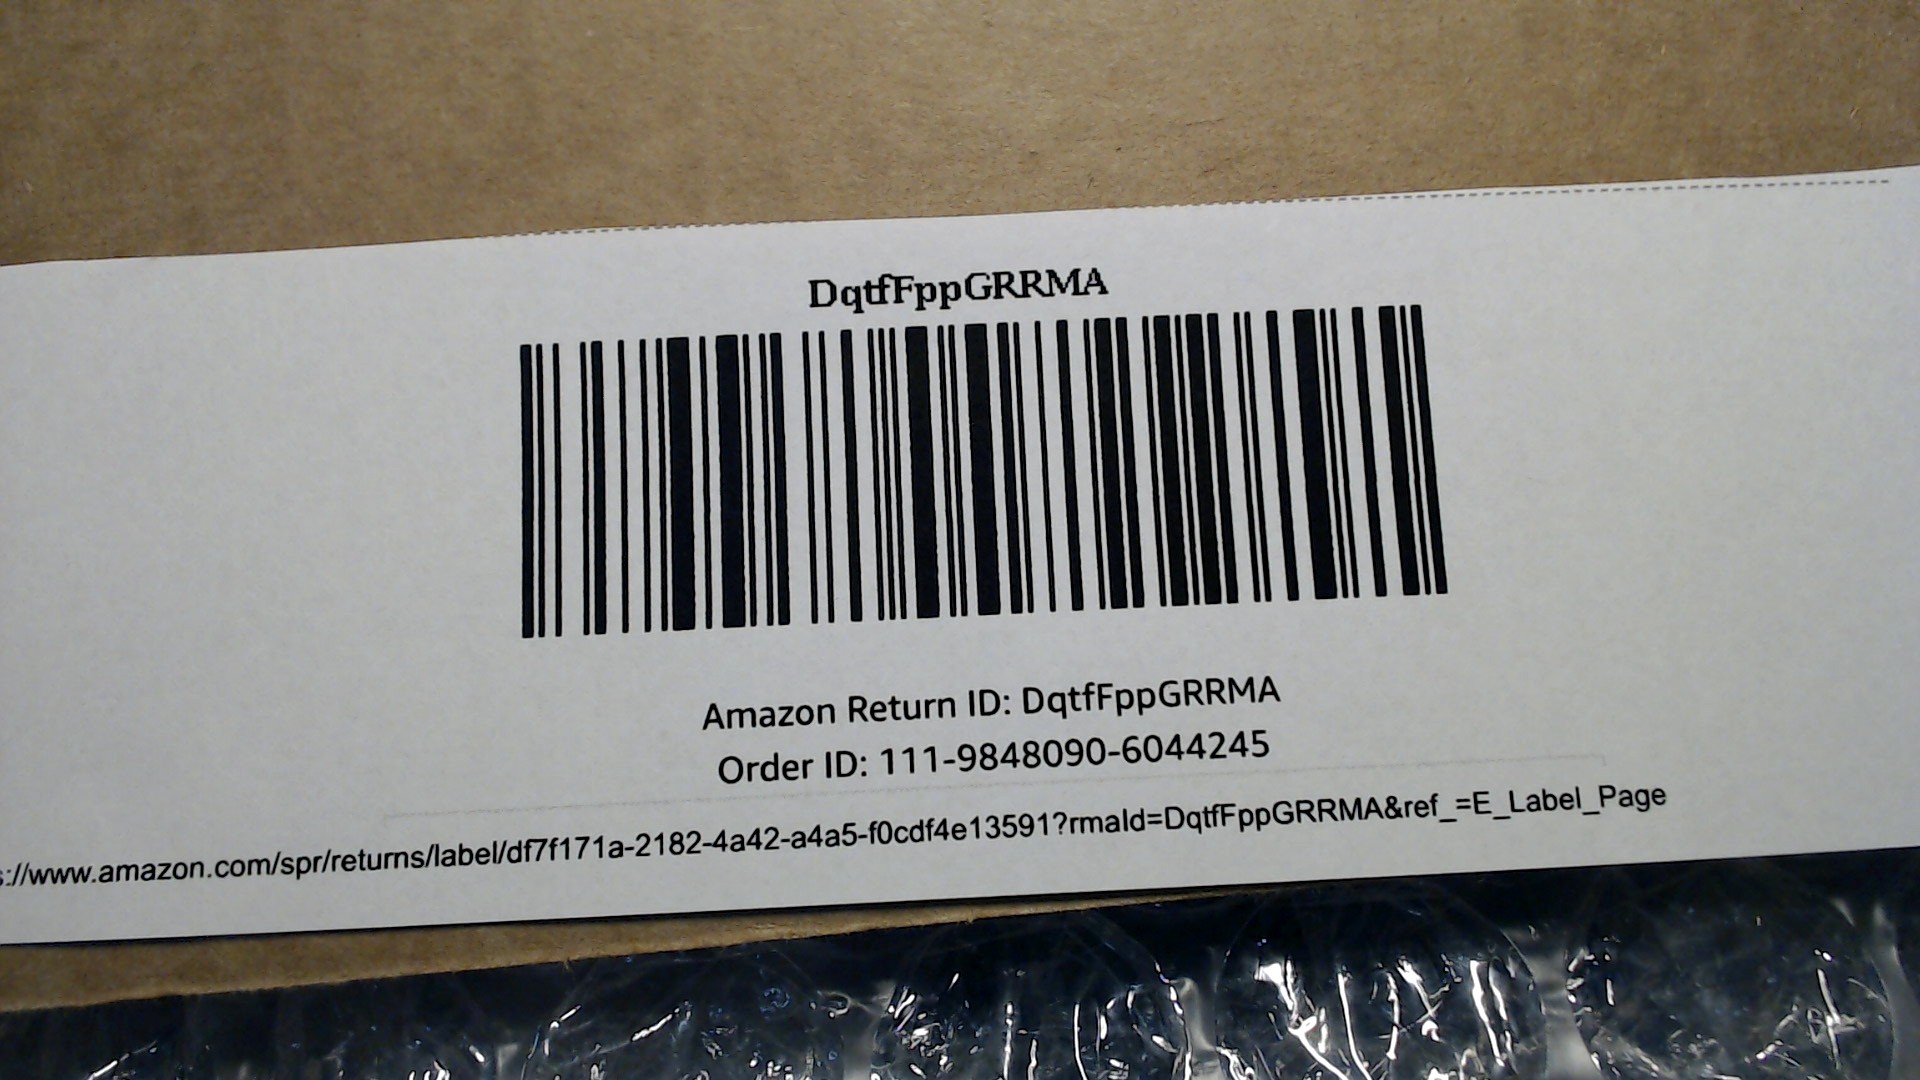 DqtfFppGRRMA
Amazon Return ID: DqtfFppGRRMA
Order ID: 111-9848090-6044245
s://www.amazon.com/spr/returns/label/df7f171a-2182-4a42-a4a5-f0cdf4e13591?rmaId=DqtfFppGRRMA&ref_=E_Label_Page